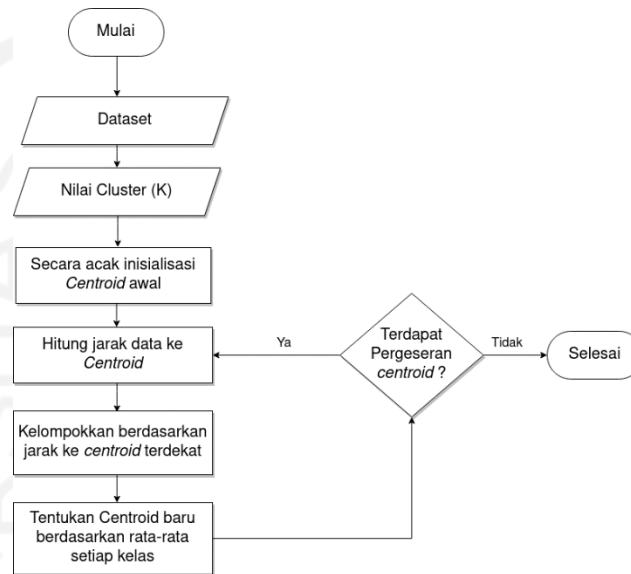 Mulai
Dataset
Nilai Cluster (K)
Secara acak inisialisasi
Centroid awal
Hitung jarak data ke
Centroid
Kelompokkan berdasarkan
jarak ke centroid terdekat
Tentukan Centroid baru
berdasarkan rata-rata
setiap kelas
Terdapat
Pergeseran
centroid ?
Ya
Tidak
Selesai